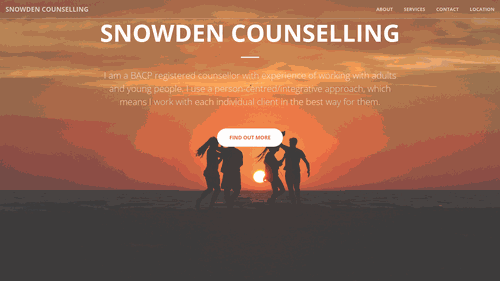 SNOWDEN COUNSELLING
ABOUT SERVICES CONTACT LOCATION
SNOWDEN COUNSELLING
I am a BACP registered counsellor with experience of working with adults
and young people. I use a person-centred/integrative approach, which
means I work with each individual client in the best way for them.
FIND OUT MORE